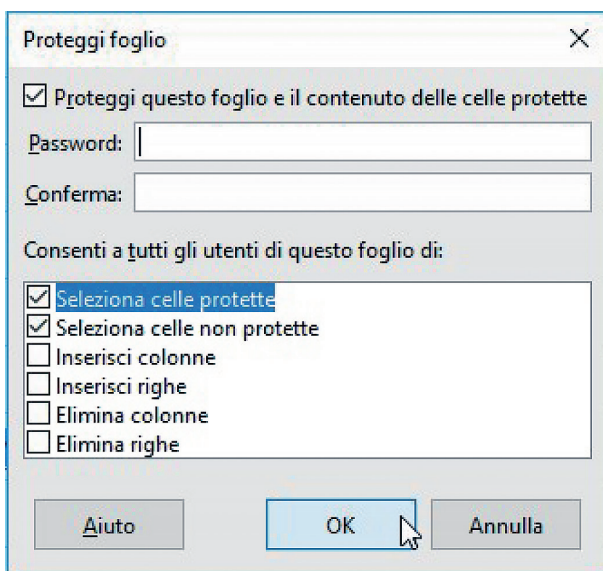 Proteggi foglio
Proteggi questo foglio e il contenuto delle celle protette
Password:
Conferma:
Consenti a tutti gli utenti di questo foglio di:
Seleziona celle protette
Seleziona celle non protette
Inserisci colonne
Inserisci righe
Elimina colonne
Elimina righe
Aiuto OK Annulla